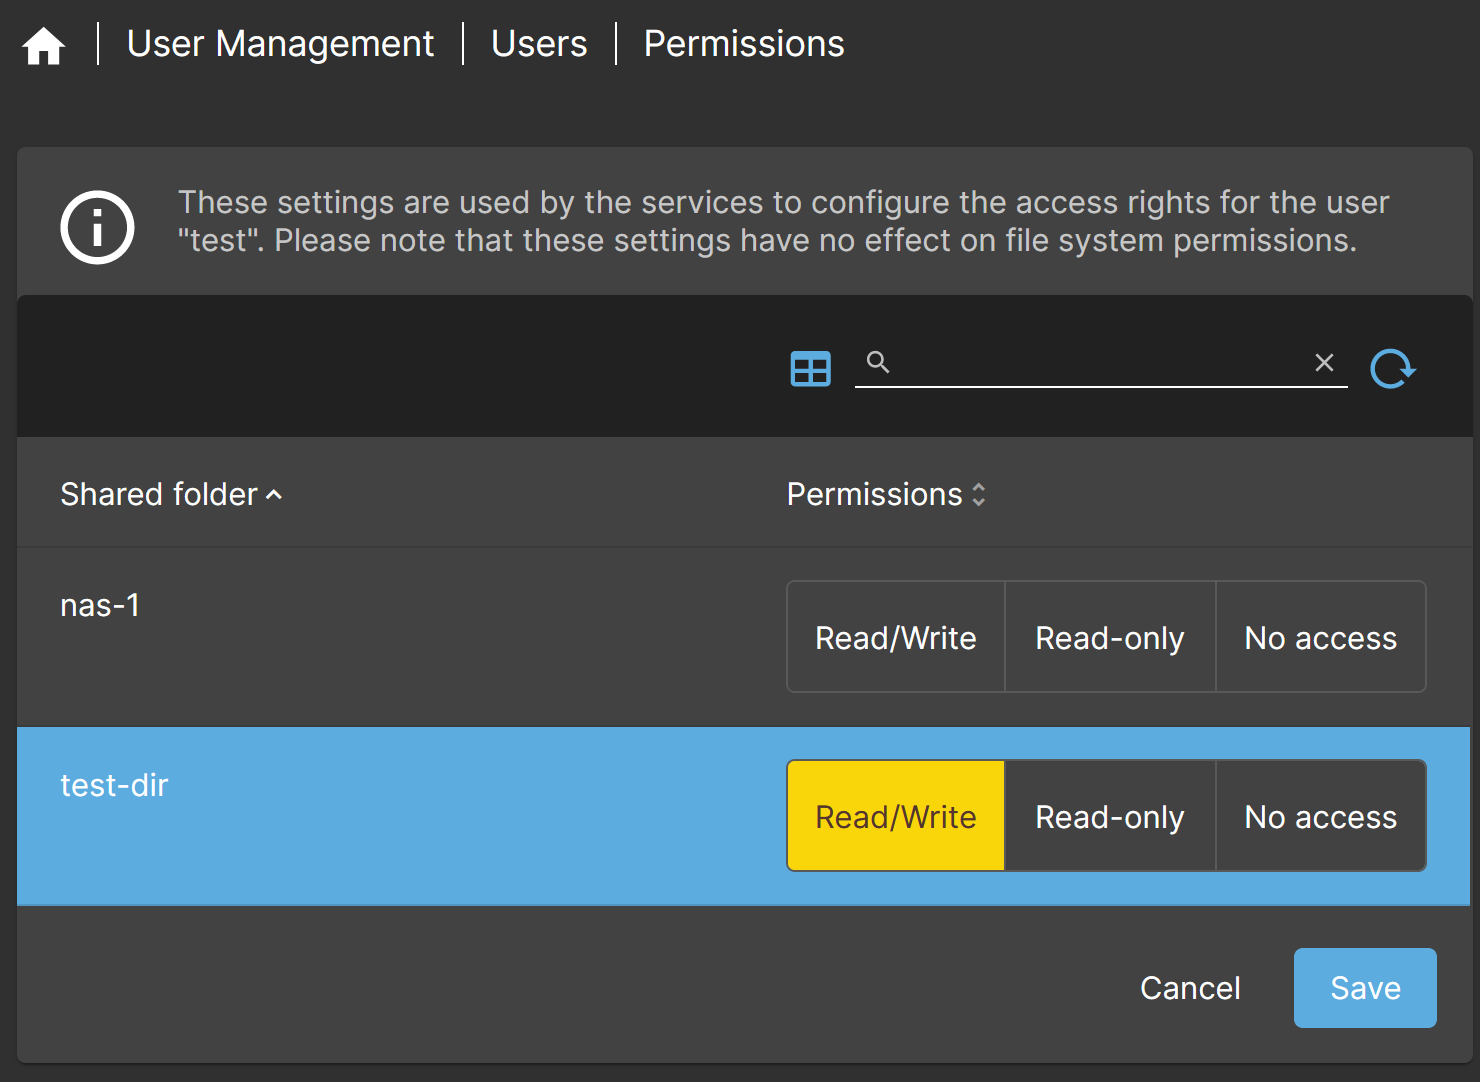 User Management | Users | Permissions
These settings are used by the services to configure the access rights for the user
"test". Please note that these settings have no effect on file system permissions.
Shared folder Permissions
nas-1 Read/Write Read-only No access
test-dir Read/Write Read-only No access
Cancel Save